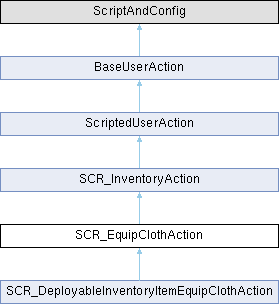 ScriptAndConfig
BaseUserAction
ScriptedUserAction
SCR_InventoryAction
SCR_EquipClothAction
SCR_DeployableInventoryItemEquipClothAction